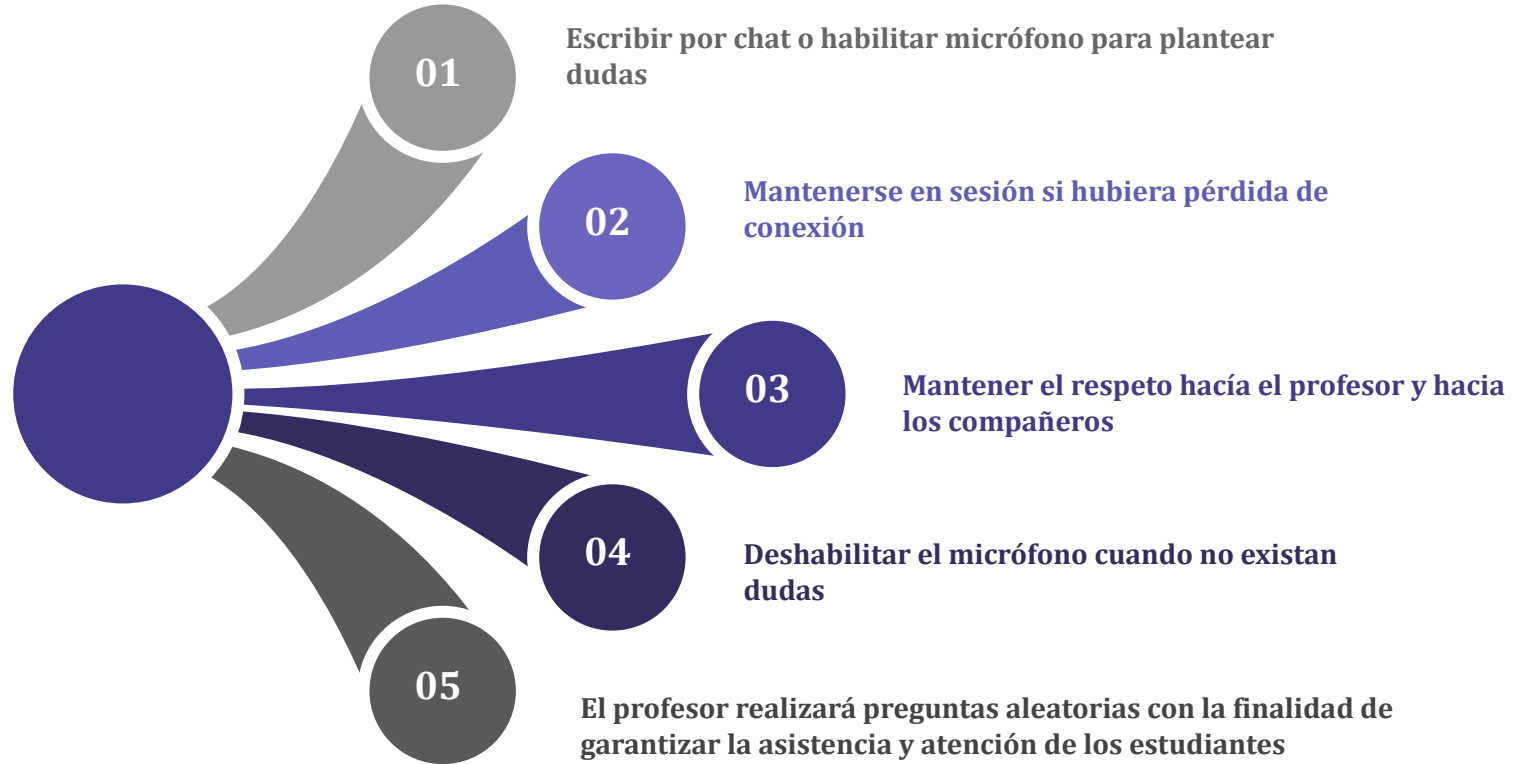 01
Escribir por chat o habilitar micrófono para plantear
dudas
02
Mantenerse en sesión si hubiera pérdida de
conexión
03
Mantener el respeto hacía el profesor y hacia
los compañeros
04
Deshabilitar el micrófono cuando no existan
dudas
05
El profesor realizará preguntas aleatorias con la finalidad de
garantizar la asistencia y atención de los estudiantes